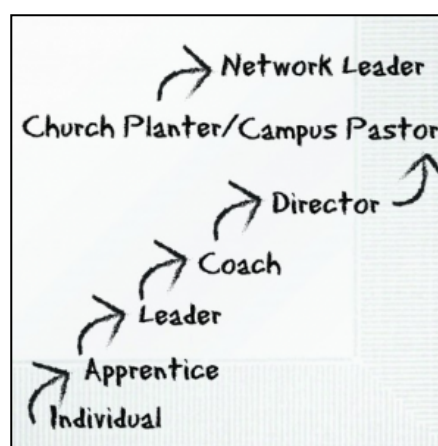 Network Leader
Church Planter/Campus Pastor
Director
Coach
Leader
Apprentice
Individual